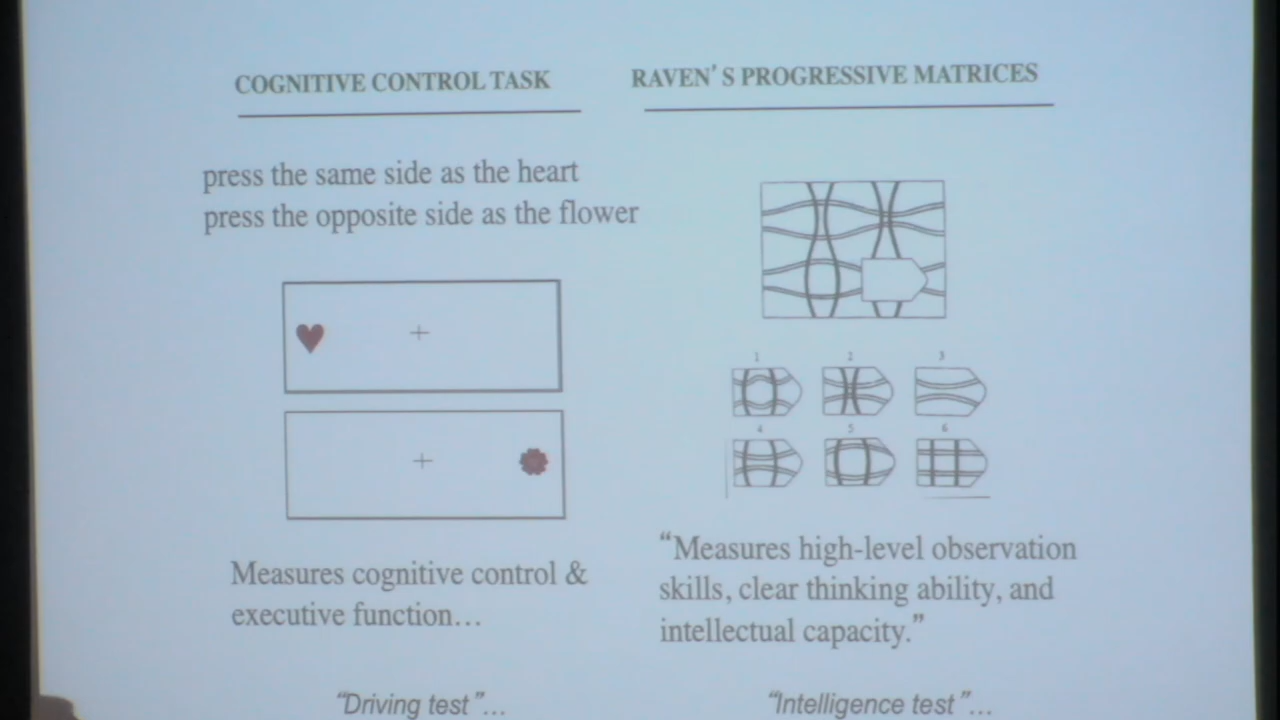 COGNITIVE CONTROL TASK
press the same side as the heart
press the opposite side as the flower
Measures cognitive control &
executive function…
“Driving test”…
RAVEN’S PROGRESSIVE MATRICES
1 2 3
4 5 6
“Measures high-level observation
skills, clear thinking ability, and
intellectual capacity.”
“Intelligence test”…